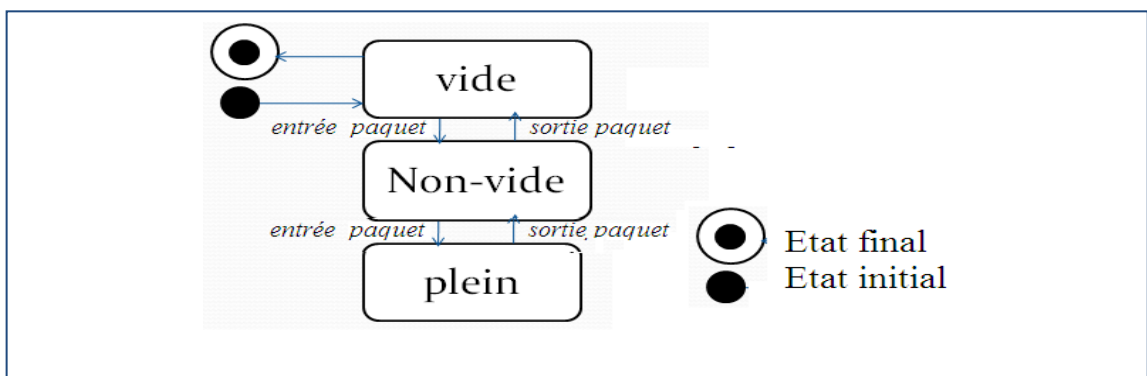 vide
entrée paquet sortie paquet
Non-vide
entrée paquet sortie paquet
plein
Etat final
Etat initial